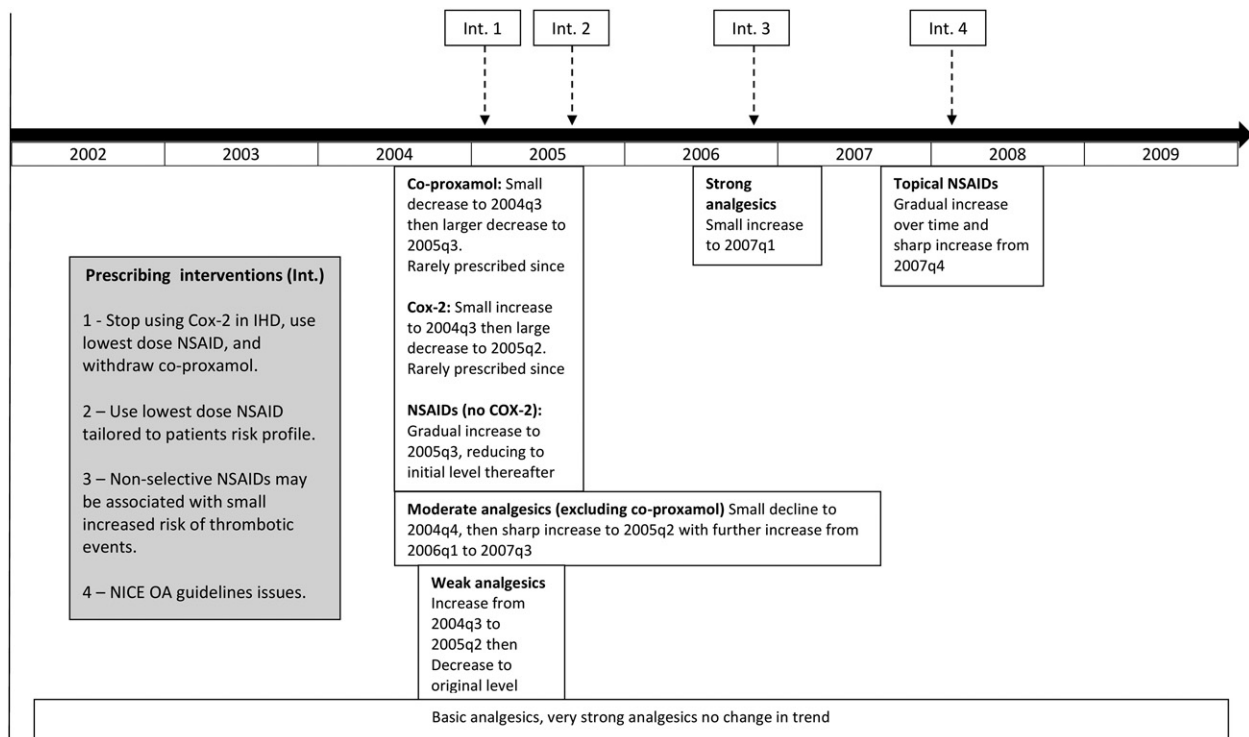 Int. 1
Int. 2
Int. 3
Int. 4
2002
2003
2004
2005
2006
2007
2008
2009
Prescribing interventions (Int.)
1 - Stop using Cox-2 in IHD, use
lowest dose NSAID, and
withdraw co-proxamol.
2 – Use lowest dose NSAID
tailored to patients risk profile.
3 – Non-selective NSAIDs may
be associated with small
increased risk of thrombotic
events.
4 – NICE OA guidelines issues.
Co-proxamol: Small
decrease to 2004q3
then larger decrease to
2005q3.
Rarely prescribed since
Cox-2: Small increase
to 2004q3 then large
decrease to 2005q2.
Rarely prescribed since
NSAIDs (no COX-2):
Gradual increase to
2005q3, reducing to
initial level thereafter
Strong
analgesics
Small increase
to 2007q1
Topical NSAIDs
Gradual increase
over time and
sharp increase from
2007q4
Moderate analgesics (excluding co-proxamol) Small decline to
2004q4, then sharp increase to 2005q2 with further increase from
2006q1 to 2007q3
Weak analgesics
Increase from
2004q3 to
2005q2 then
Decrease to
original level
Basic analgesics, very strong analgesics no change in trend